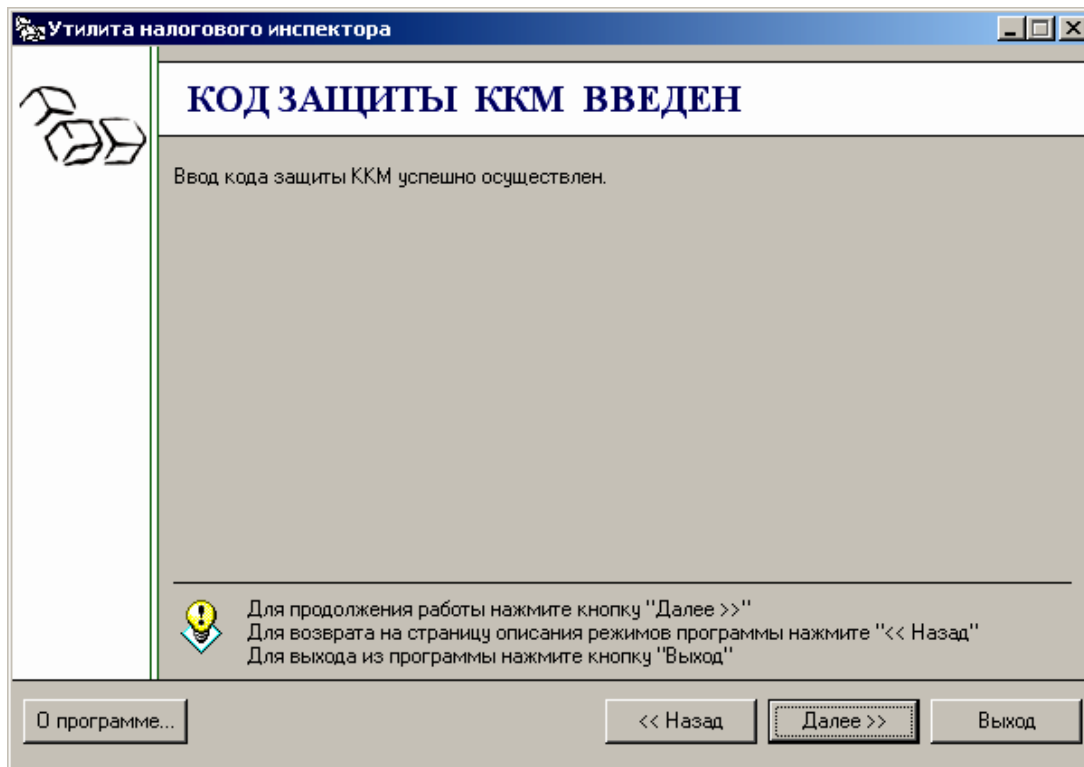 Утилита налогового инспектора
КОД ЗАЩИТЫ ККМ ВВЕДЕН
Ввод кода защиты ККМ успешно осуществлен.
Для продолжения работы нажмите кнопку "Далее >>"
Для возврата на страницу описания режимов программы нажмите "<< Назад"
Для выхода из программы нажмите кнопку "Выход"
О программе... << Назад Далее >> Выход